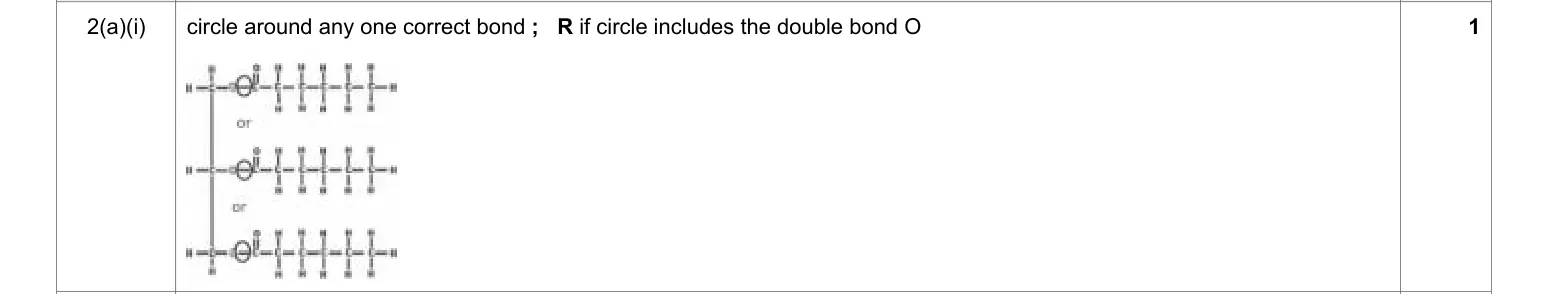 2(a)(i) circle around any one correct bond ; R if circle includes the double bond O 1
or
or